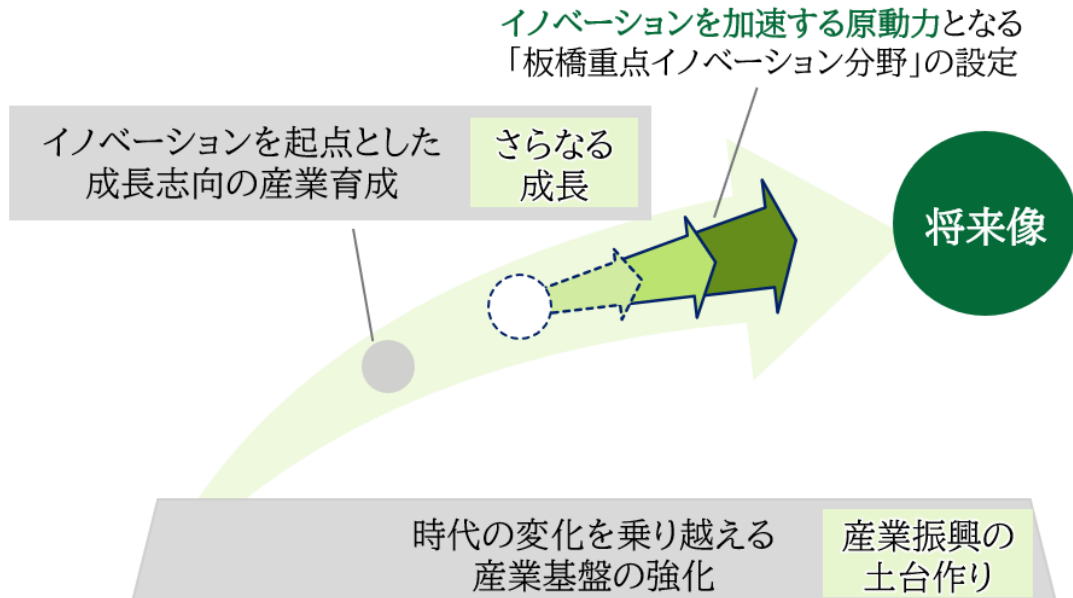 イノベーションを加速する原動力となる
「板橋重点イノベーション分野」の設定
イノベーションを起点とした
成長志向の産業育成
さらなる
成長
将来像
時代の変化を乗り越える
産業基盤の強化
産業振興の
土台作り